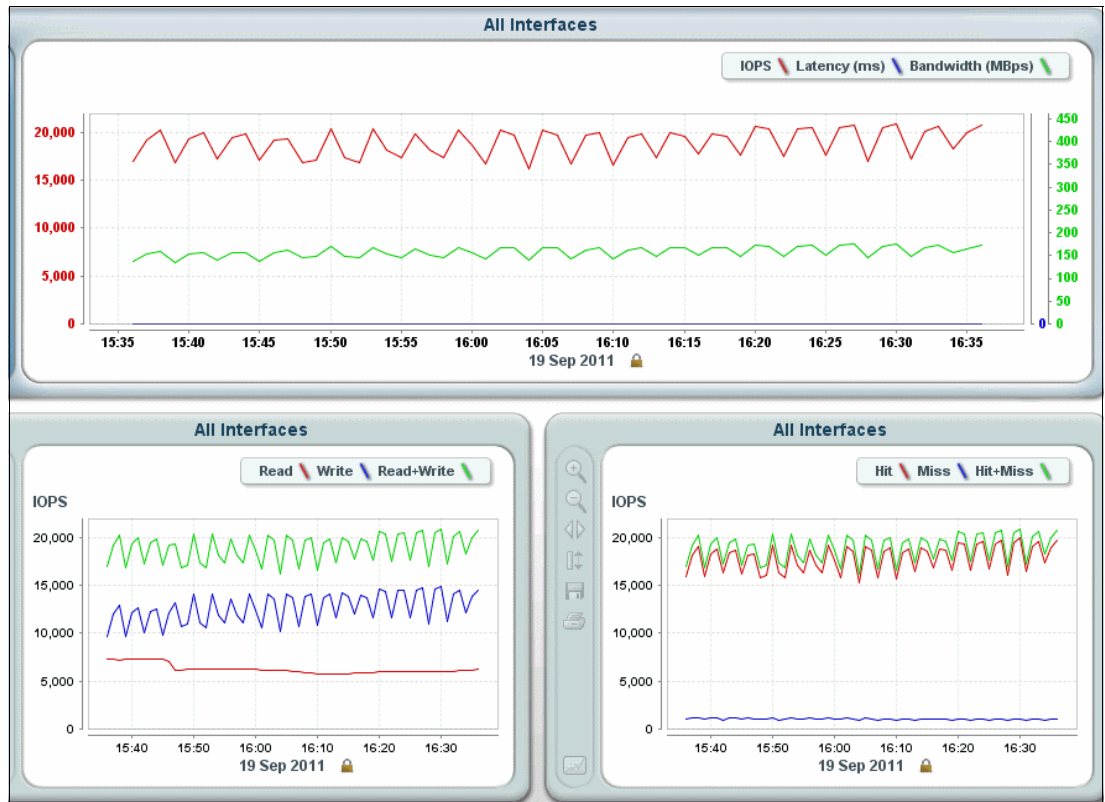 All Interfaces
IOPS Latency (ms) Bandwidth (MBps)
20,000
15,000
10,000
5,000
0
450
400
350
300
250
200
150
100
50
0 0
15:35 15:40 15:45 15:50 15:55 16:00 16:05 16:10 16:15 16:20 16:25 16:30 16:35
19 Sep 2011
All Interfaces
Read Write Read+Write
IOPS
20,000
15,000
10,000
5,000
0
15:40 15:50 16:00 16:10 16:20 16:30
19 Sep 2011
All Interfaces
Hit Miss Hit+Miss
IOPS
20,000
15,000
10,000
5,000
0
15:40 15:50 16:00 16:10 16:20 16:30
19 Sep 2011